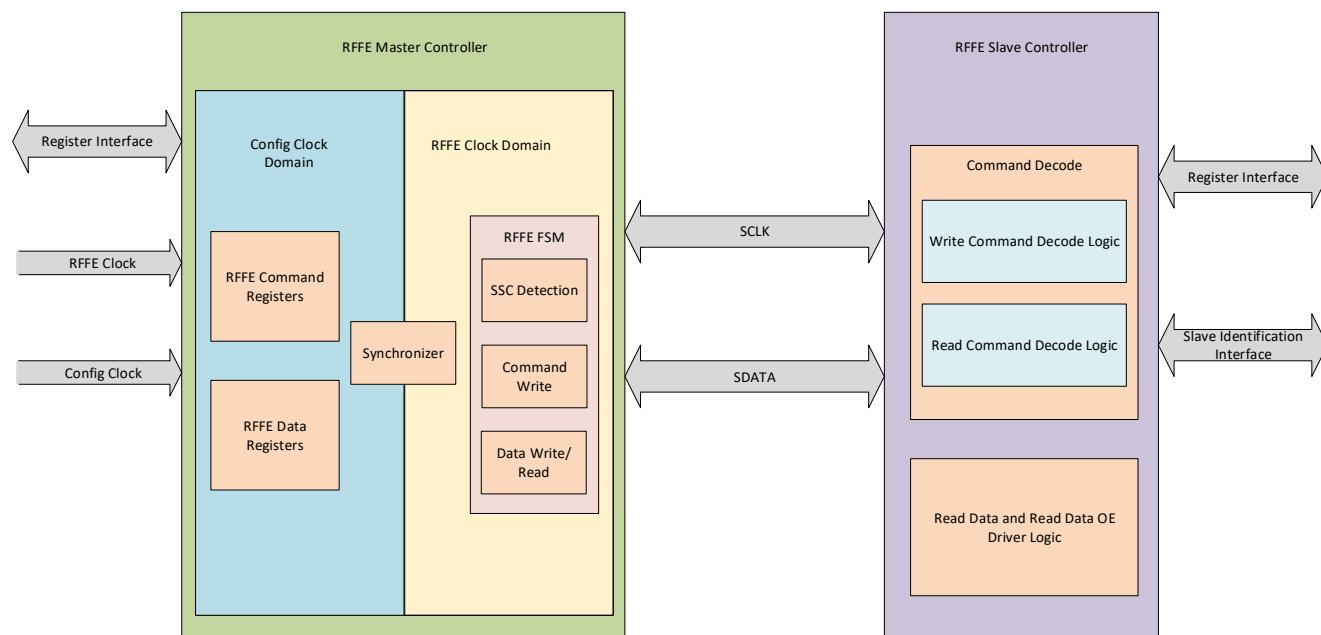 RFFE Master Controller
RFFE Slave Controller
Register Interface
Config Clock
Domain
RFFE Clock Domain
Command Decode
Register Interface
SCLK
RFFE FSM
Write Command Decode Logic
RFFE Clock
RFFE Command
Registers
SSC Detection
Synchronizer
Read Command Decode Logic
Slave Identification
Interface
Config Clock
Command
Write
SDATA
RFFE Data
Registers
Data Write/
Read
Read Data and Read Data OE
Driver Logic